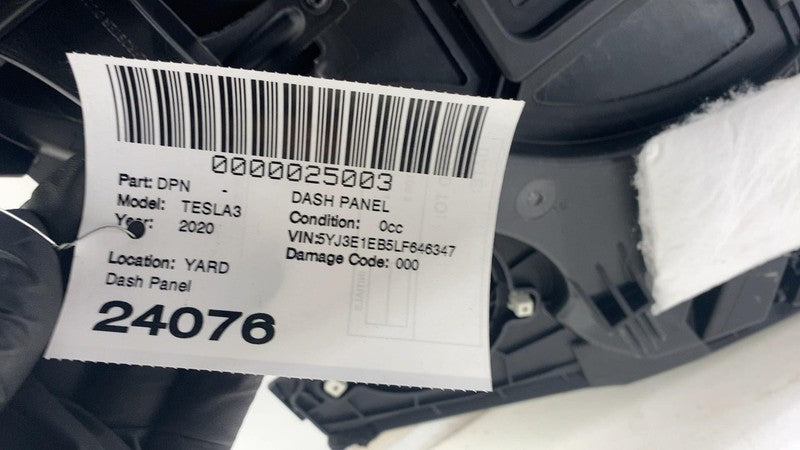 0000025003
Part: DPN - DASH PANEL
Model: TESLA3 Condition: 0cc
Year: 2020 VIN:5YJ3E1EB5LF646347
Location: YARD Damage Code: 000
Dash Panel
24076